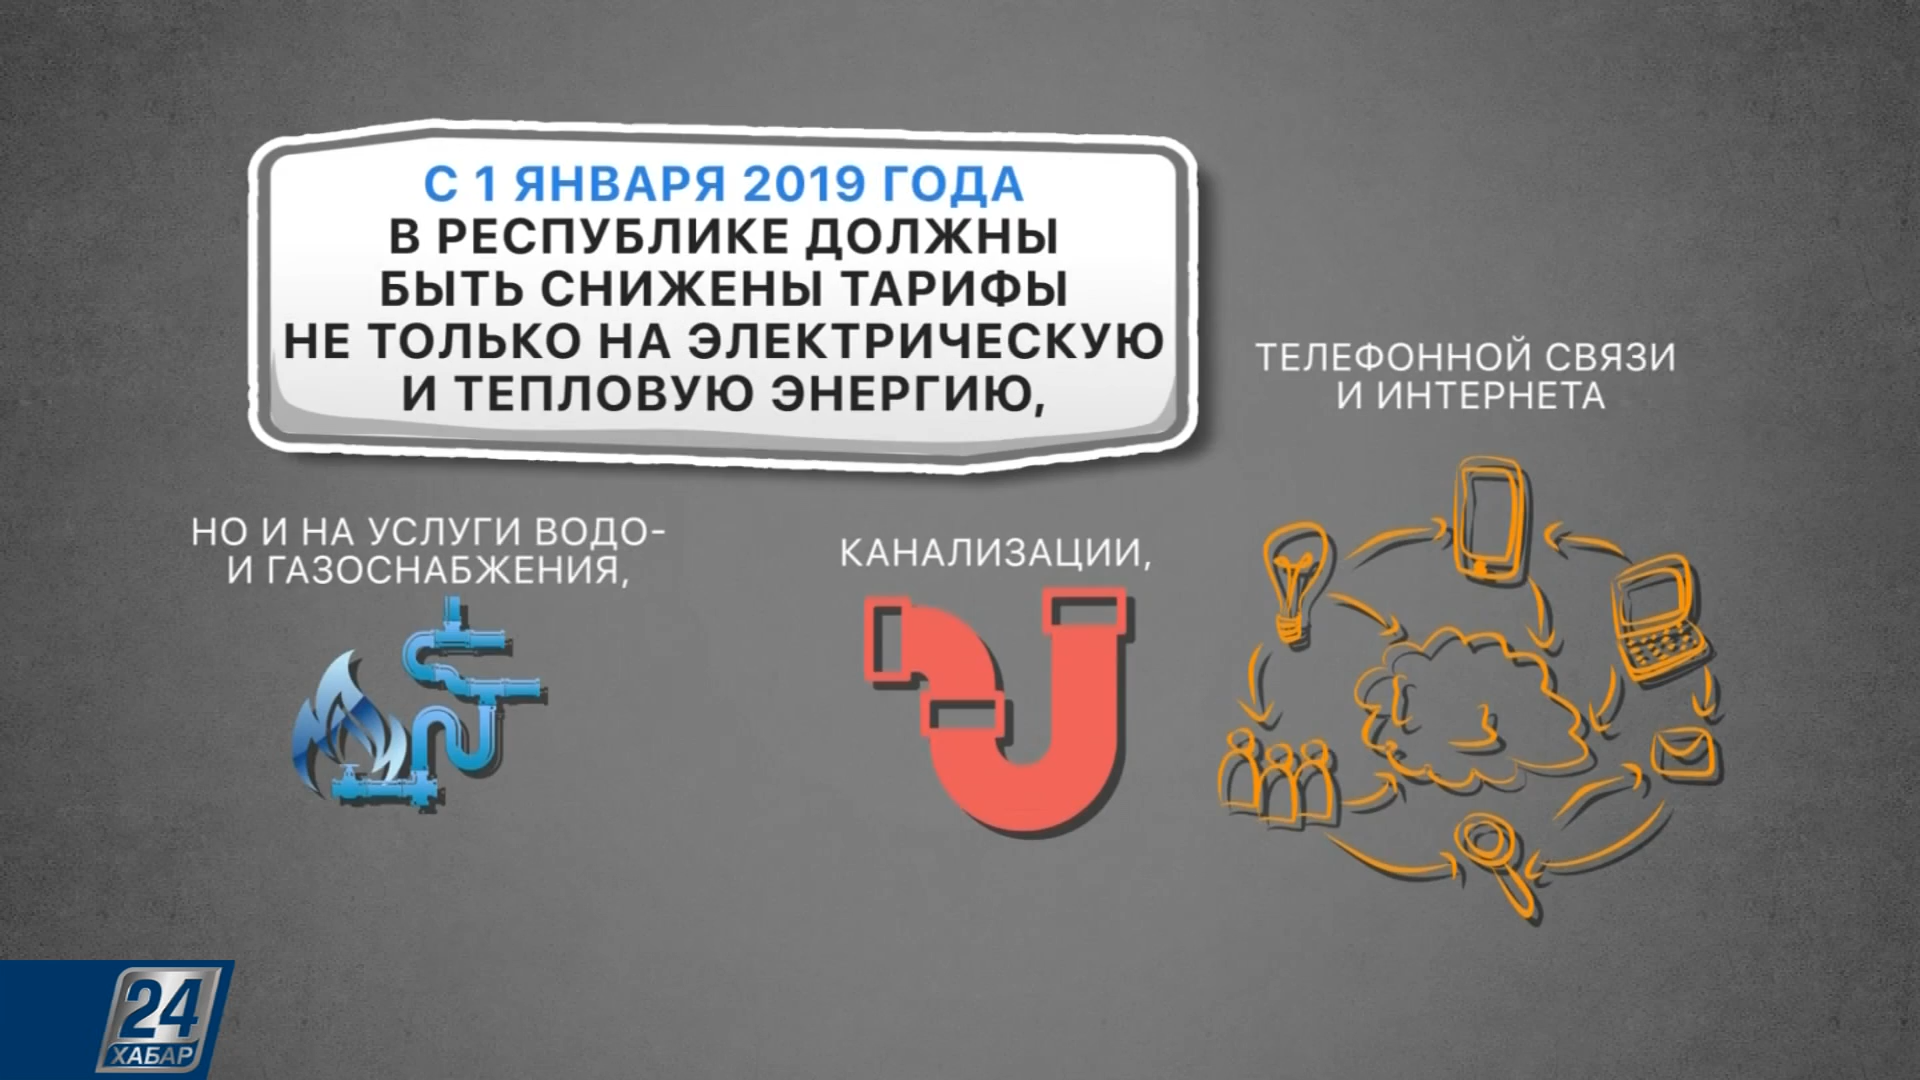 С 1 ЯНВАРЯ 2019 ГОДА
В РЕСПУБЛИКЕ ДОЛЖНЫ
БЫТЬ СНИЖЕНЫ ТАРИФЫ
НЕ ТОЛЬКО НА ЭЛЕКТРИЧЕСКУЮ
И ТЕПЛОВУЮ ЭНЕРГИЮ,
НО И НА УСЛУГИ ВОДО-
И ГАЗОСНАБЖЕНИЯ,
КАНАЛИЗАЦИИ,
ТЕЛЕФОННОЙ СВЯЗИ
И ИНТЕРНЕТА
24
ХАБАР